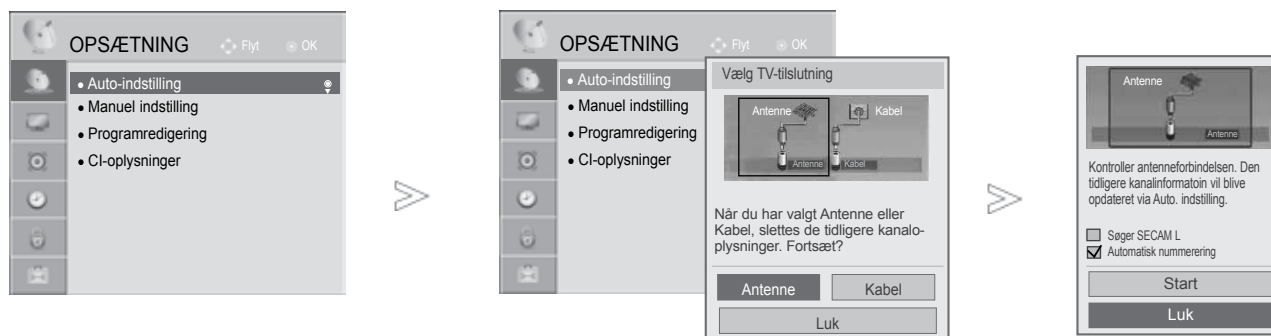 OPSÆTNING
Flyt
OK
• Auto-indstilling
• Manuel indstilling
• Programredigering
• CI-oplysninger
OPSÆTNING
Flyt
OK
• Auto-indstilling
• Manuel indstilling
• Programredigering
• CI-oplysninger
Vælg TV-tilslutning
Antenne
Kabel
Antenne
Kabel
Når du har valgt Antenne eller
Kabel, slettes de tidligere kanalo-
plysninger. Fortsæt?
Antenne
Kabel
Luk
Antenne
Antenne
Kontroller antenneforbindelsen. Den
tidligere kanalinformatoin vil blive
opdateret via Auto. indstilling.
Søger SECAM L
Automatisk nummerering
Start
Luk